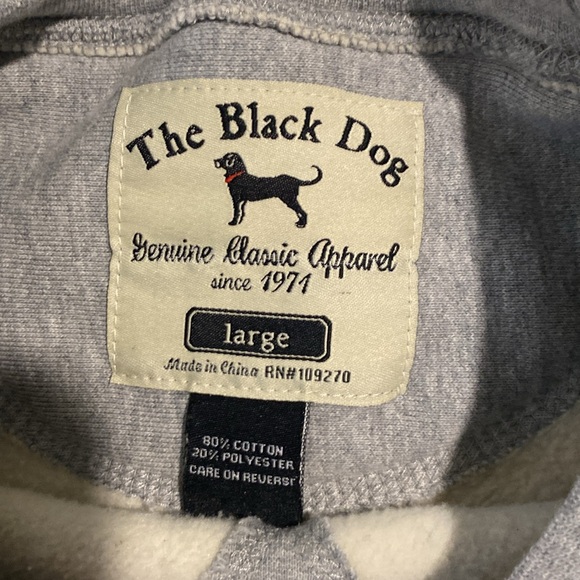 The Black Dog
Genuine Classic Apparel
since 1971
large
Made in China RN#109270
80% COTTON
20% POLYESTER
CARE ON REVERSE